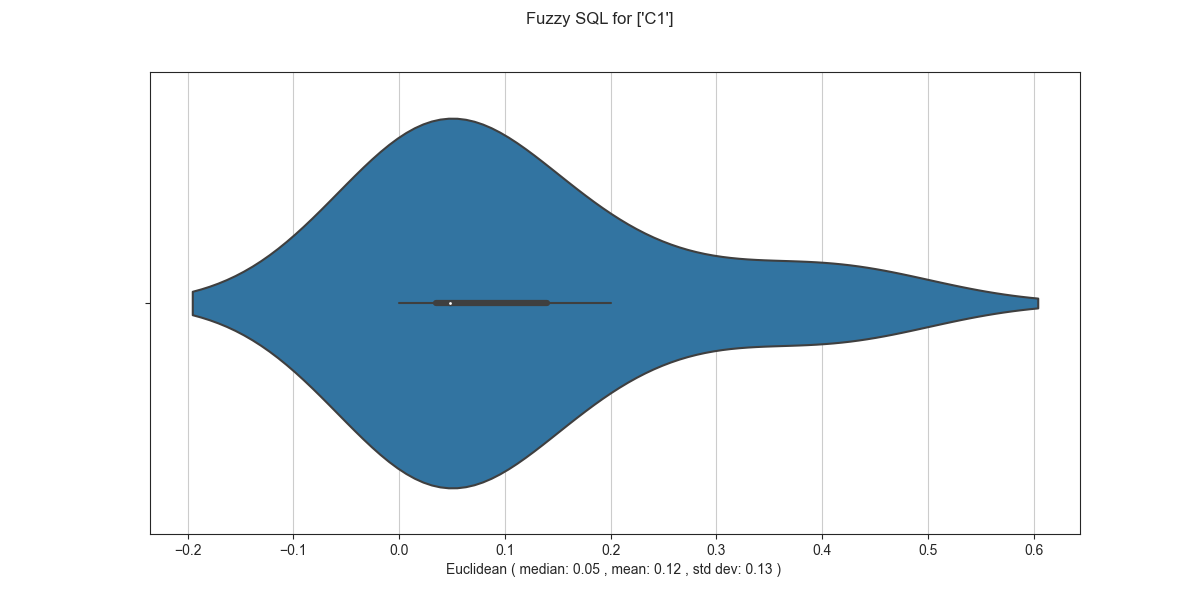 Fuzzy SQL for ['C1']
−0.2 −0.1 0.0 0.1 0.2 0.3 0.4 0.5 0.6
Euclidean ( median: 0.05 , mean: 0.12 , std dev: 0.13 )